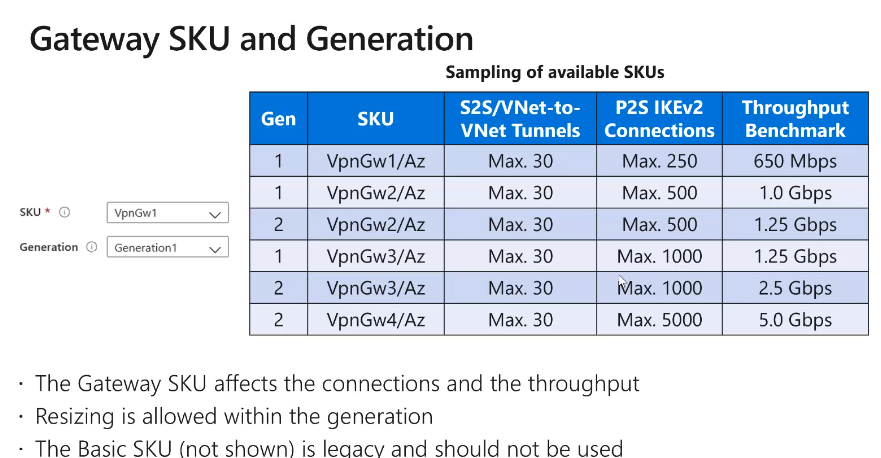 Gateway SKU and Generation
Sampling of available SKUs
Gen SKU S2S/VNet-to-VNet Tunnels P2S IKEv2 Connections Throughput Benchmark
1 VpnGw1/Az Max. 30 Max. 250 650 Mbps
1 VpnGw2/Az Max. 30 Max. 500 1.0 Gbps
2 VpnGw2/Az Max. 30 Max. 500 1.25 Gbps
1 VpnGw3/Az Max. 30 Max. 1000 1.25 Gbps
2 VpnGw3/Az Max. 30 Max. 1000 2.5 Gbps
2 VpnGw4/Az Max. 30 Max. 5000 5.0 Gbps
SKU * VpnGw1
Generation Generation1
· The Gateway SKU affects the connections and the throughput
· Resizing is allowed within the generation
· The Basic SKU (not shown) is legacy and should not be used